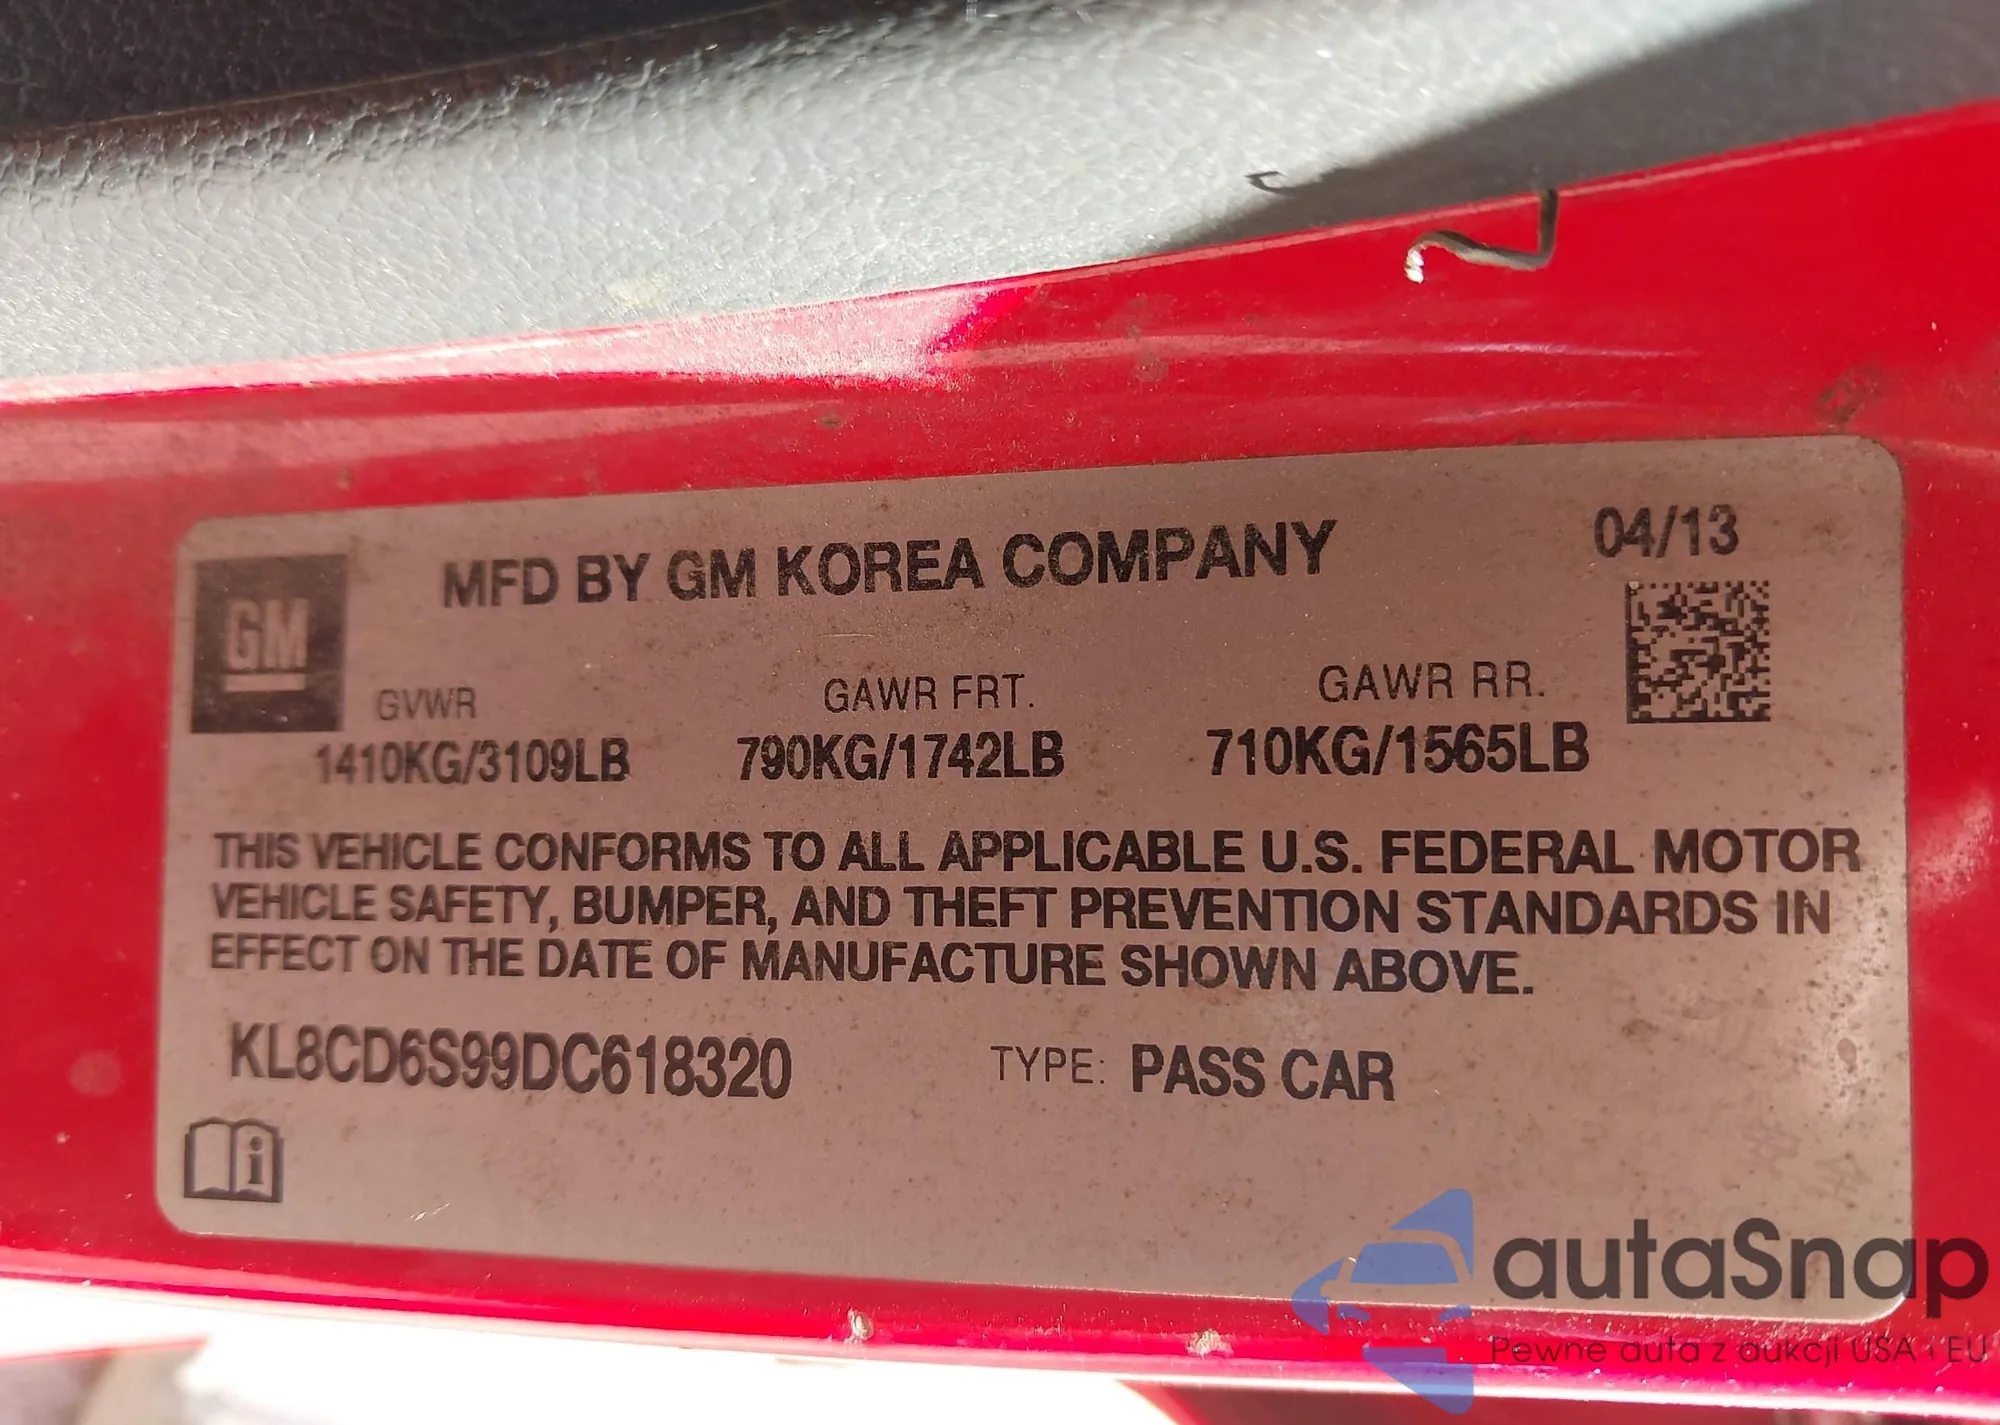 MFD BY GM KOREA COMPANY
04/13
GM
GVWR
GAWR FRT.
GAWR RR.
1410KG/3109LB
790KG/1742LB
710KG/1565LB
THIS VEHICLE CONFORMS TO ALL APPLICABLE U.S. FEDERAL MOTOR
VEHICLE SAFETY, BUMPER, AND THEFT PREVENTION STANDARDS IN
EFFECT ON THE DATE OF MANUFACTURE SHOWN ABOVE.
KL8CD6S99DC618320
TYPE: PASS CAR
i
autaSnap
Pewne auta z aukcji USA i EU